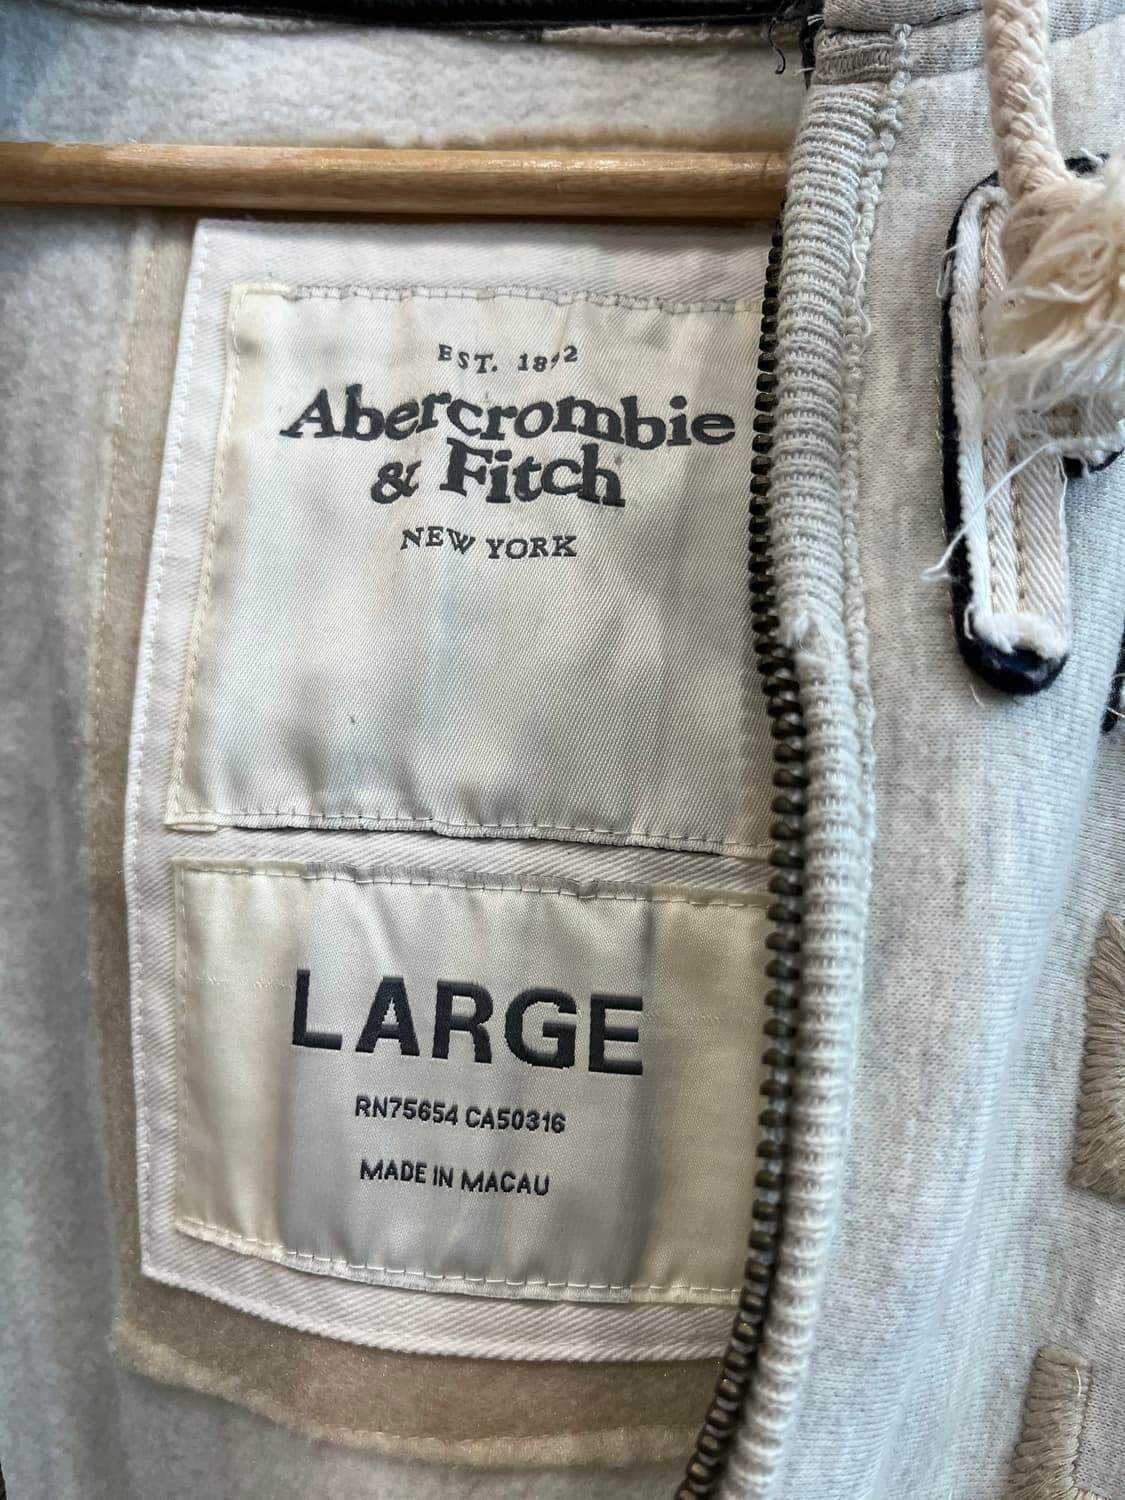 EST. 1892
Abercrombie
& Fitch
NEW YORK
LARGE
RN75654 CA50316
MADE IN MACAU